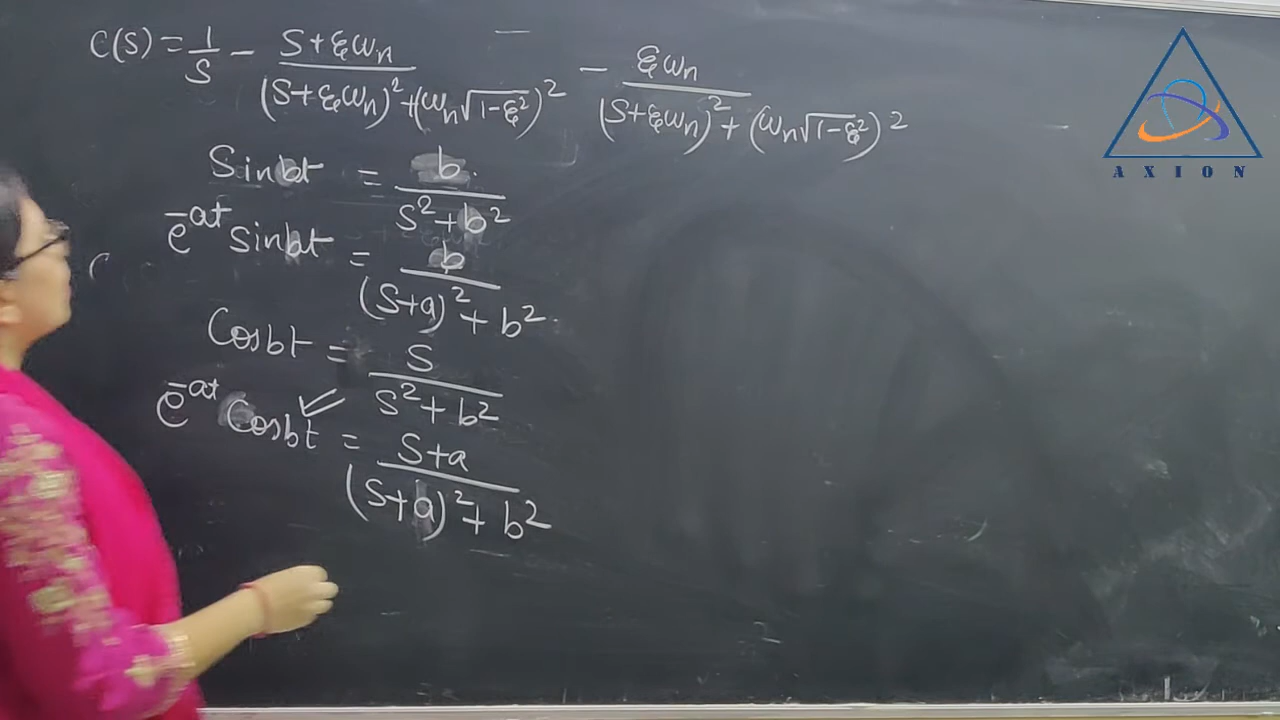 C(S) = 1/S - (S+ξωn)/((S+ξωn)²+(ωn√1-ξ²)²) - ξωn/((S+ξωn)²+(ωn√1-ξ²)²)
Sinbt = b/(S²+b²)
e^-at Sinbt = b/((S+a)²+b²)
Cosbt = S/(S²+b²)
e^-at Cosbt = (S+a)/((S+a)²+b²)
AXION